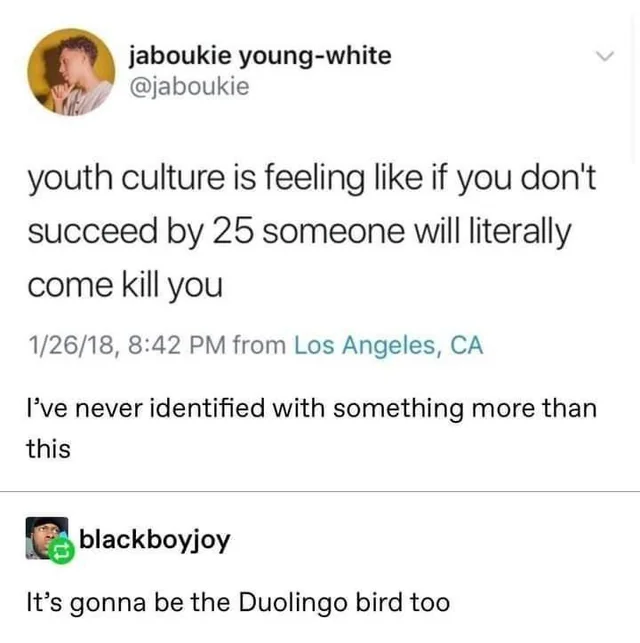 jaboukie young-white
@jaboukie
youth culture is feeling like if you don't
succeed by 25 someone will literally
come kill you
1/26/18, 8:42 PM from Los Angeles, CA
I've never identified with something more than
this
blackboyjoy
It's gonna be the Duolingo bird too